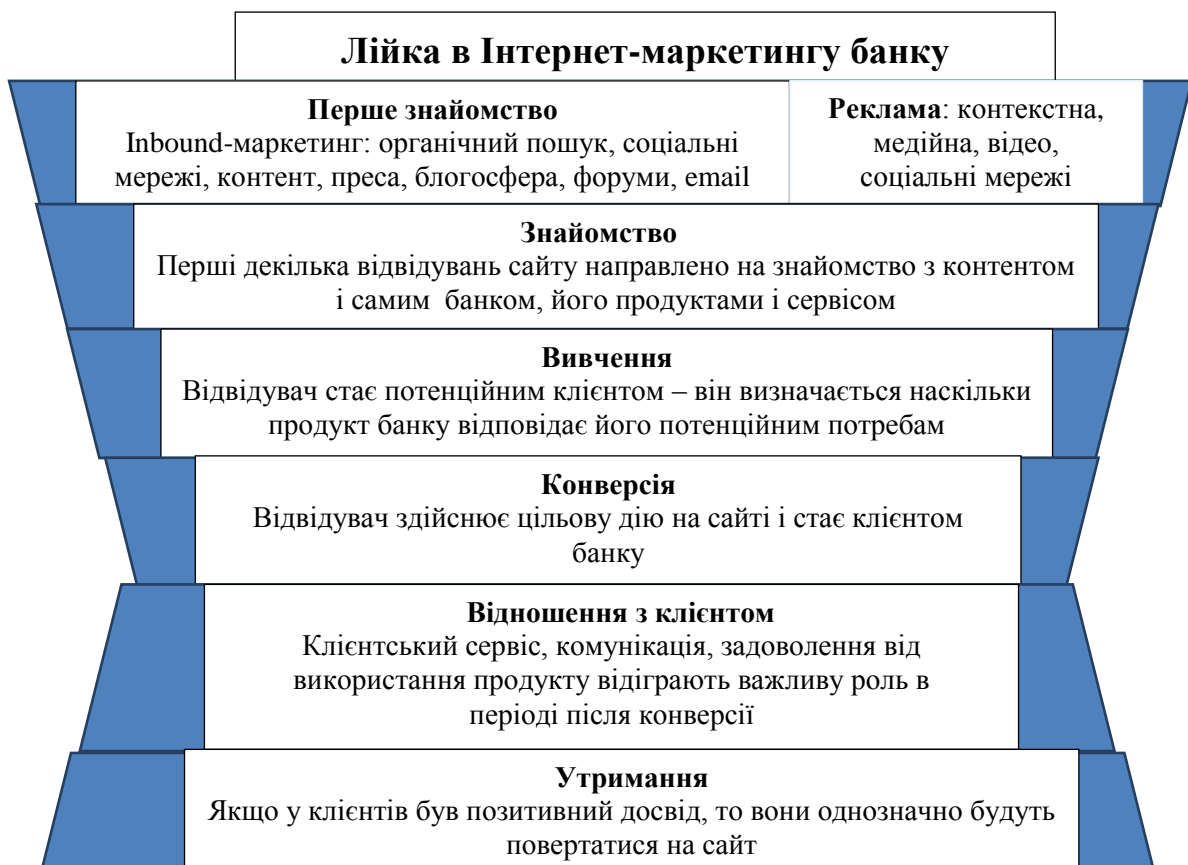 Лійка в Інтернет-маркетингу банку
Перше знайомство
Inbound-маркетинг: органічний пошук, соціальні
мережі, контент, преса, блогосфера, форуми, email
Реклама: контекстна,
медійна, відео,
соціальні мережі
Знайомство
Перші декілька відвідувань сайту направлено на знайомство з контентом
і самим банком, його продуктами і сервісом
Вивчення
Відвідувач стає потенційним клієнтом – він визначається наскільки
продукт банку відповідає його потенційним потребам
Конверсія
Відвідувач здійснює цільову дію на сайті і стає клієнтом
банку
Відношення з клієнтом
Клієнтський сервіс, комунікація, задоволення від
використання продукту відіграють важливу роль в
періоді після конверсії
Утримання
Якщо у клієнтів був позитивний досвід, то вони однозначно будуть
повертатися на сайт